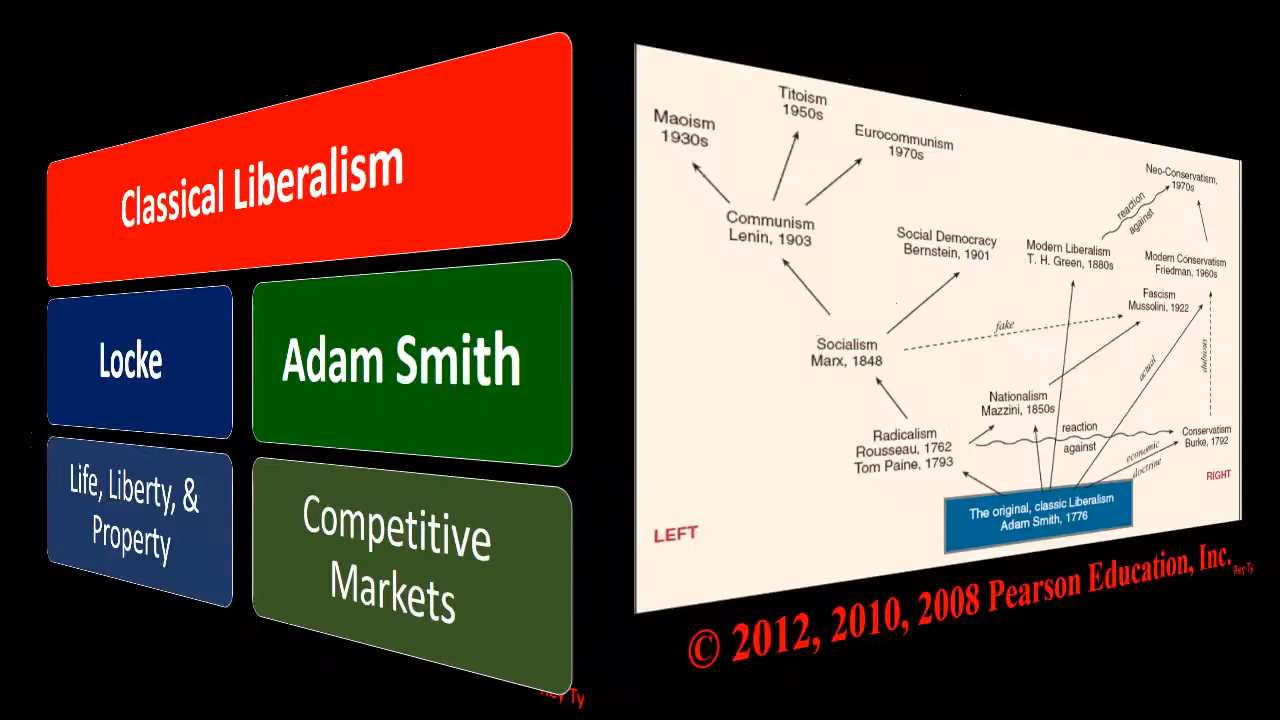 Classical Liberalism
Locke
Adam Smith
Life, Liberty, &
Property
Competitive
Markets
Rey Ty
Titoism
1950s
Maoism
1930s
Eurocommunism
1970s
Neo-Conservatism,
1970s
reaction
against
Communism
Lenin, 1903
Social Democracy
Bernstein, 1901
Modern Liberalism
T. H. Green, 1880s
Modern Conservatism
Friedman, 1960s
Fascism
Mussolini, 1922
fake
Socialism
Marx, 1848
actual
dubious
Nationalism
Mazzini, 1850s
Radicalism
Rousseau, 1762
Tom Paine, 1793
reaction
against
Conservatism
Burke, 1792
economic
doctrine
RIGHT
The original, classic Liberalism
Adam Smith, 1776
LEFT
© 2012, 2010, 2008 Pearson Education, Inc.
Rey Ty